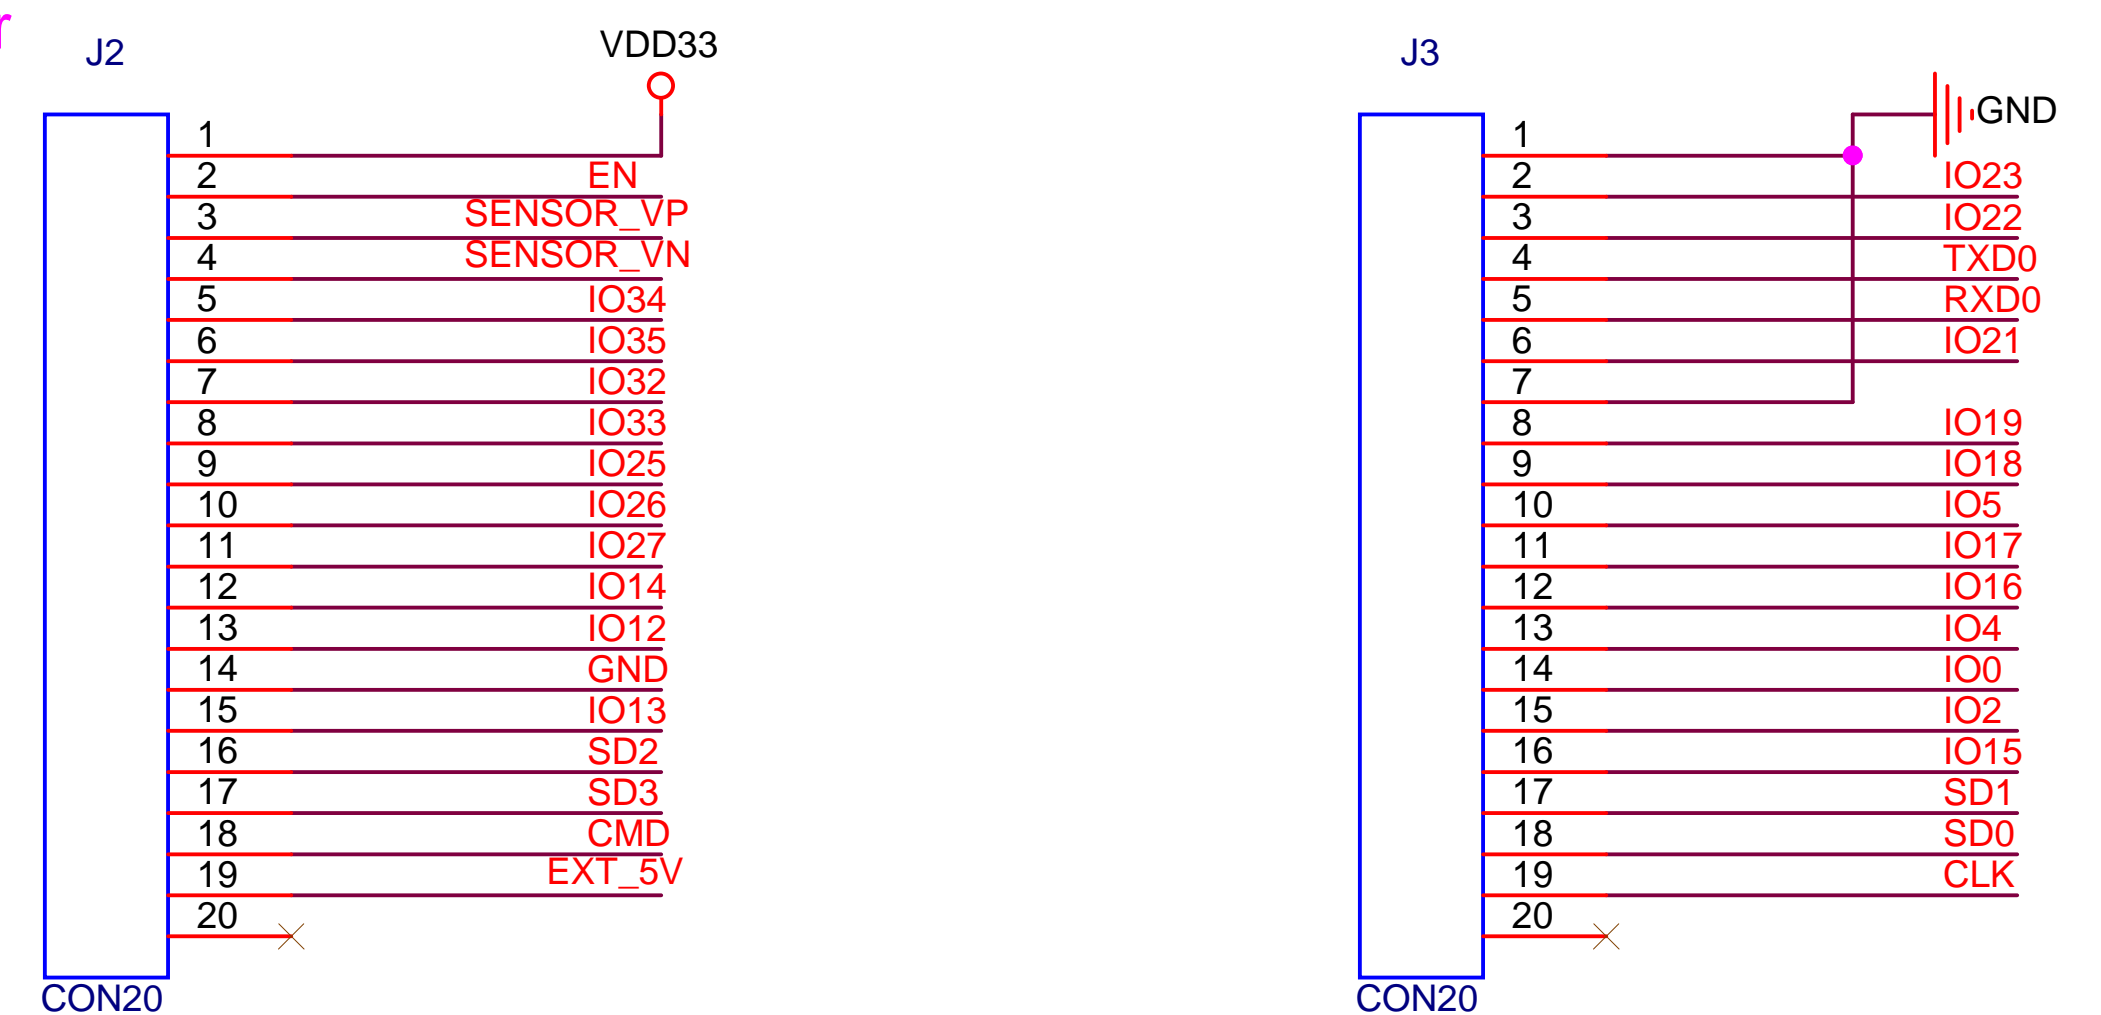 r
J2
VDD33
1
2 EN
3 SENSOR_VP
4 SENSOR_VN
5 IO34
6 IO35
7 IO32
8 IO33
9 IO25
10 IO26
11 IO27
12 IO14
13 IO12
14 GND
15 IO13
16 SD2
17 SD3
18 CMD
19 EXT_5V
20
CON20
J3
GND
1
2 IO23
3 IO22
4 TXD0
5 RXD0
6 IO21
7
8 IO19
9 IO18
10 IO5
11 IO17
12 IO16
13 IO4
14 IO0
15 IO2
16 IO15
17 SD1
18 SD0
19 CLK
20
CON20